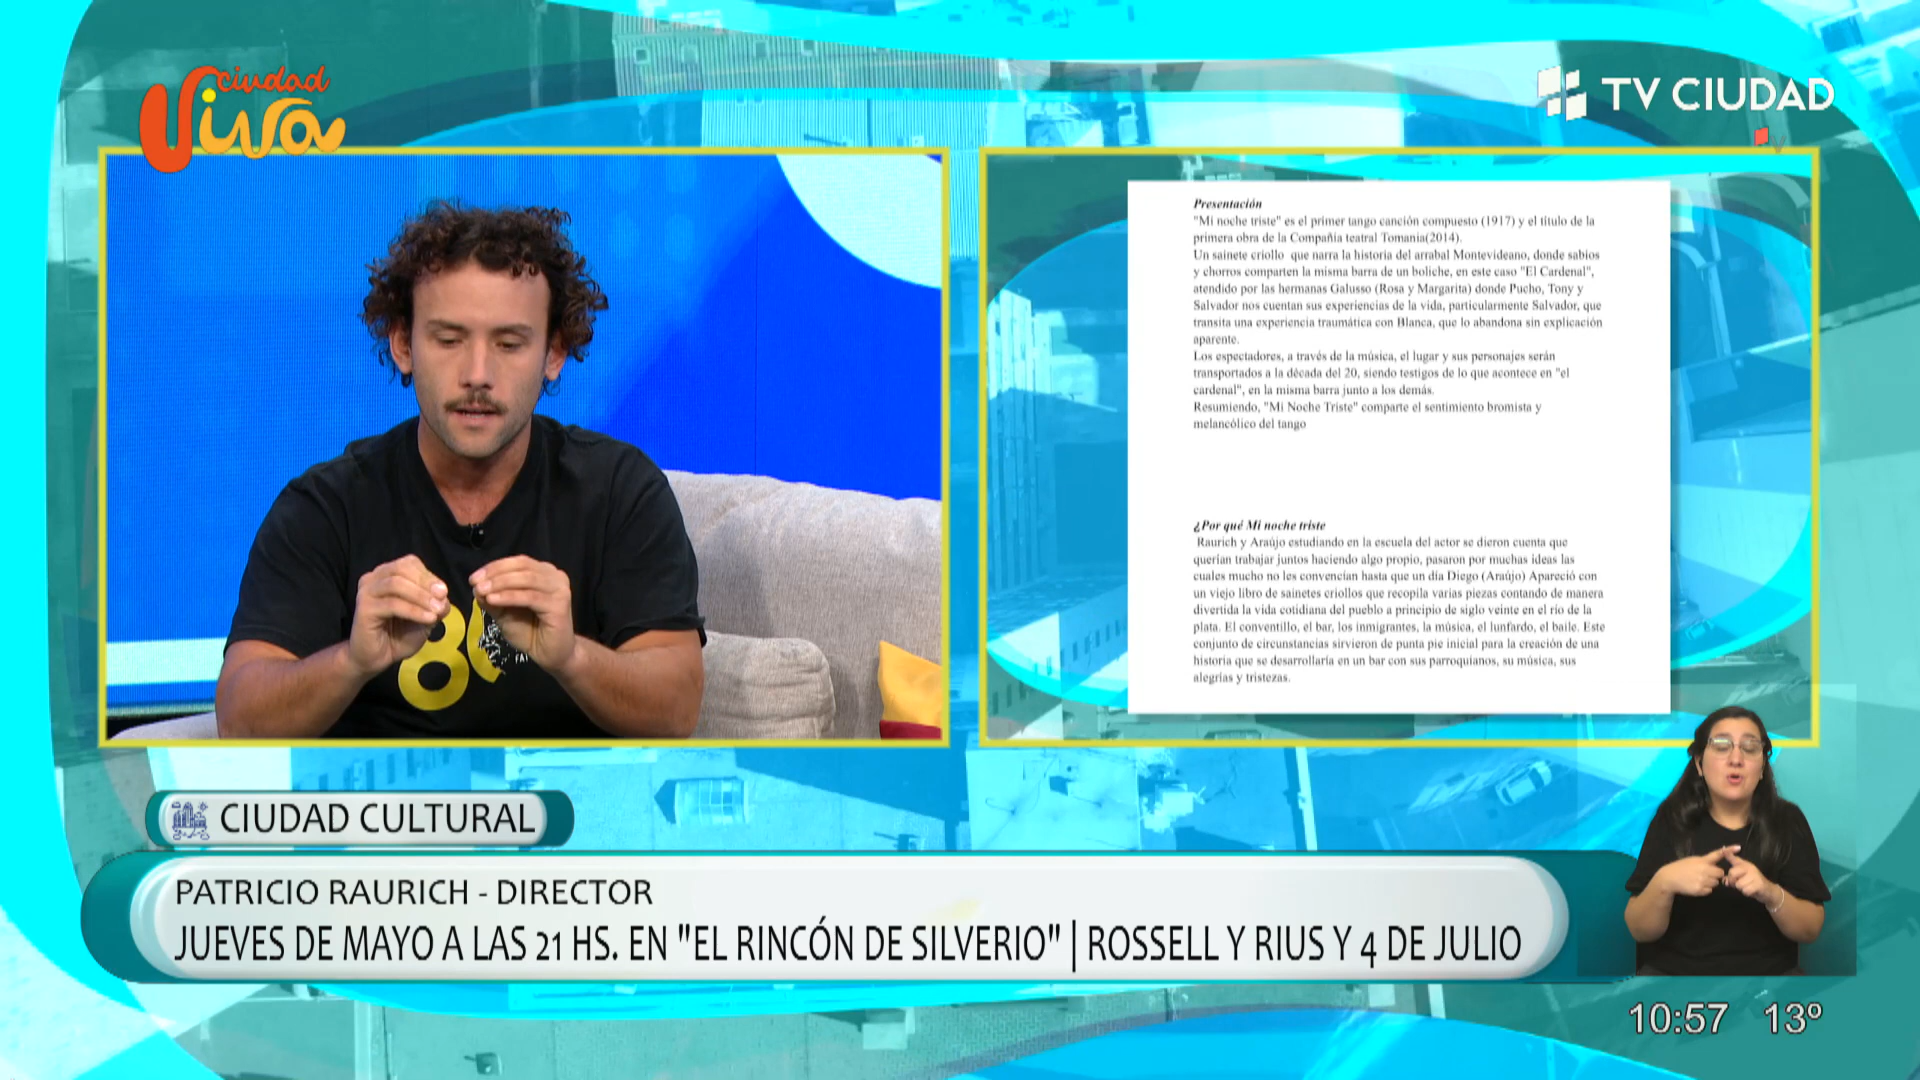 ciudad
Viva
TV CIUDAD
Presentación
"Mi noche triste" es el primer tango canción compuesto (1917) y el título de la
primera obra de la Compañía teatral Tomania(2014).
Un sainete criollo que narra la historia del arrabal Montevideano, donde sabios
y chorros comparten la misma barra de un boliche, en este caso "El Cardenal",
atendido por las hermanas Galusso (Rosa y Margarita) donde Pucho, Tony y
Salvador nos cuentan sus experiencias de la vida, particularmente Salvador, que
transita una experiencia traumática con Blanca, que lo abandona sin explicación
aparente.
Los espectadores, a través de la música, el lugar y sus personajes serán
transportados a la década del 20, siendo testigos de lo que acontece en "el
cardenal", en la misma barra junto a los demás.
Resumiendo, "Mi Noche Triste" comparte el sentimiento bromista y
melancólico del tango
¿Por qué Mi noche triste
Raurich y Araújo estudiando en la escuela del actor se dieron cuenta que
querían trabajar juntos haciendo algo propio, pasaron por muchas ideas las
cuales mucho no les convencían hasta que un día Diego (Araújo) Apareció con
un viejo libro de sainetes criollos que recopila varias piezas contando de manera
divertida la vida cotidiana del pueblo a principio de siglo veinte en el río de la
plata. El conventillo, el bar, los inmigrantes, la música, el lunfardo, el baile. Este
conjunto de circunstancias sirvieron de punta pie inicial para la creación de una
historia que se desarrollaría en un bar con sus parroquianos, su música, sus
alegrías y tristezas.
80
CIUDAD CULTURAL
PATRICIO RAURICH - DIRECTOR
JUEVES DE MAYO A LAS 21 HS. EN "EL RINCÓN DE SILVERIO" | ROSSELL Y RIUS Y 4 DE JULIO
10:57 13º